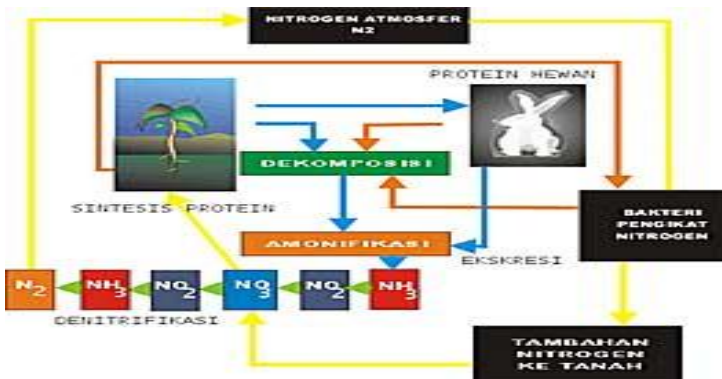 NITROGEN ATMOSFER
N2
PROTEIN HEWAN
DEKOMPOSISI
SINTESIS PROTEIN
BAKTERI
PENGIKAT
NITROGEN
AMONIFIKASI
EKSKRESI
N2 NH3 NO2 NO3 NO2 NH3
DENITRIFIKASI
TAMBAHAN
NITROGEN
KE TANAH